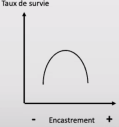 Taux de survie
- Encastrement +